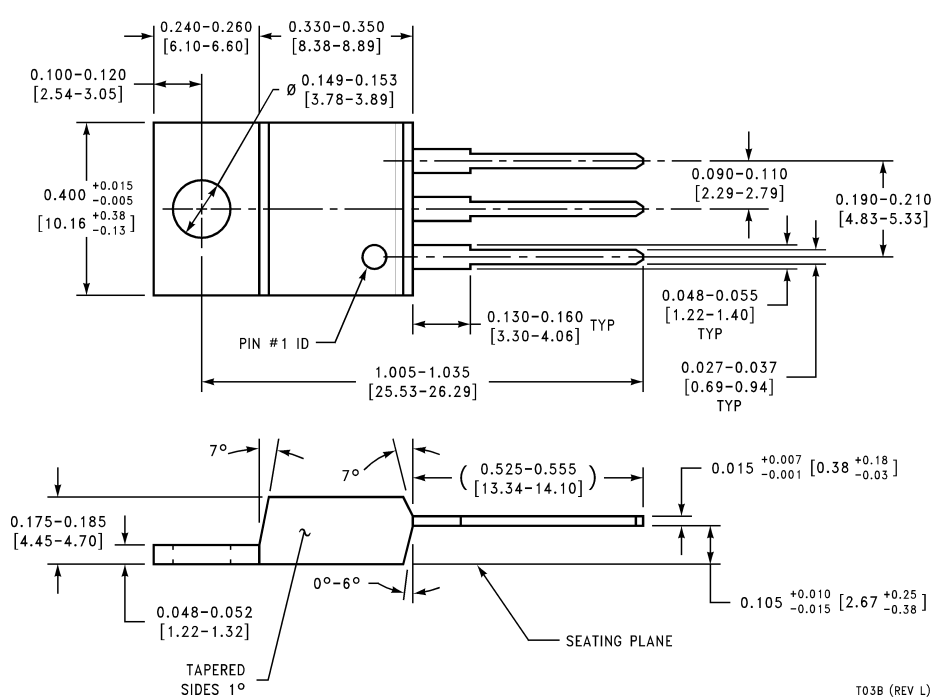 0.240–0.260
[6.10–6.60]
0.330–0.350
[8.38–8.89]
0.100–0.120
[2.54–3.05]
Ø 0.149–0.153
[3.78–3.89]
0.400 +0.015 –0.005
[10.16 +0.38 –0.13]
0.090–0.110
[2.29–2.79]
0.190–0.210
[4.83–5.33]
0.048–0.055
[1.22–1.40]
TYP
0.130–0.160 TYP
[3.30–4.06]
PIN #1 ID
0.027–0.037
[0.69–0.94]
TYP
1.005–1.035
[25.53–26.29]
7°
7°
( 0.525–0.555 )
[13.34–14.10]
0.015 +0.007 –0.001 [0.38 +0.18 –0.03]
0.175–0.185
[4.45–4.70]
0°–6°
0.105 +0.010 –0.015 [2.67 +0.25 –0.38]
0.048–0.052
[1.22–1.32]
SEATING PLANE
TAPERED
SIDES 1°
T03B (REV L)